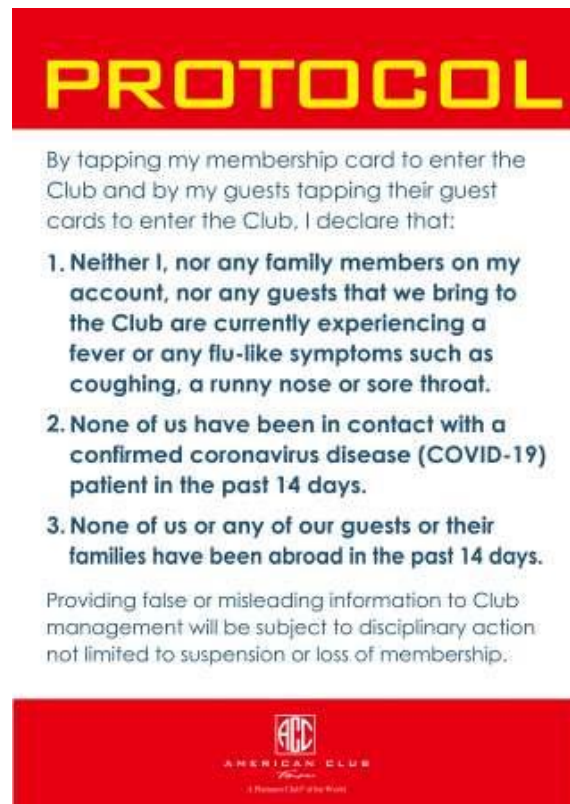 PROTOCOL
By tapping my membership card to enter the
Club and by my guests tapping their guest
cards to enter the Club, I declare that:
1. Neither I, nor any family members on my
account, nor any guests that we bring to
the Club are currently experiencing a
fever or any flu-like symptoms such as
coughing, a runny nose or sore throat.
2. None of us have been in contact with a
confirmed coronavirus disease (COVID-19)
patient in the past 14 days.
3. None of us or any of our guests or their
families have been abroad in the past 14 days.
Providing false or misleading information to Club
management will be subject to disciplinary action
not limited to suspension or loss of membership.
ACC
AMERICAN CLUB
A Platinum Club® of the World